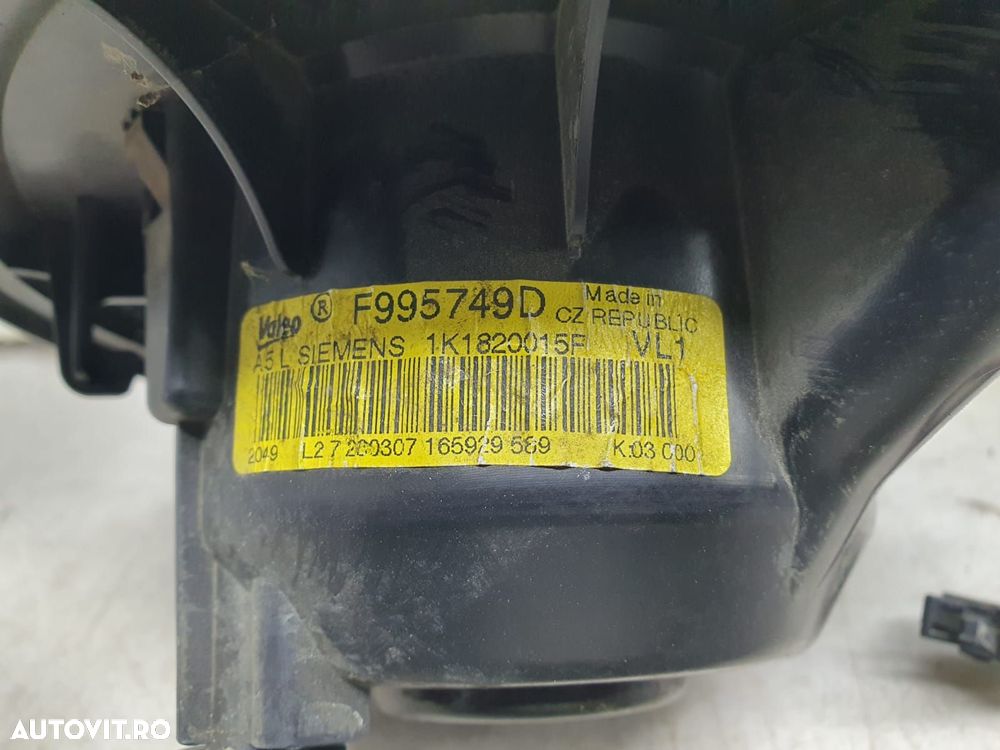 Valeo ® F995749D Made in
CZ REPUBLIC
A5 L SIEMENS 1K1820015F VL1
2049 L2 7 200307 165929 589 K:03 000
AUTOVIT.RO